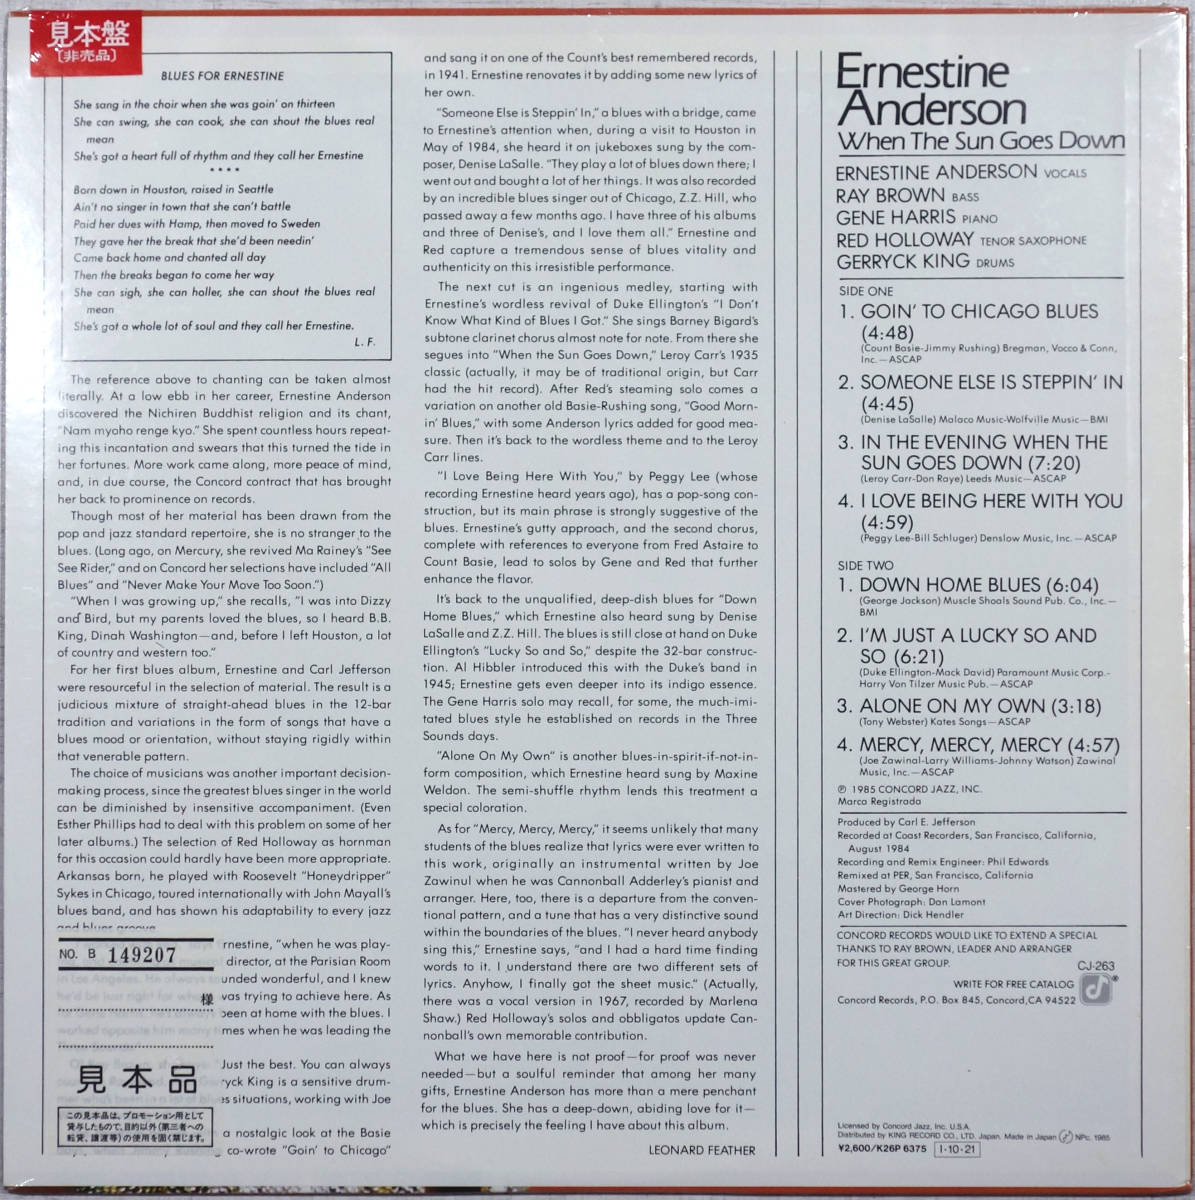 見本盤
〔非売品〕
BLUES FOR ERNESTINE
She sang in the choir when she was goin' on thirteen
She can swing, she can cook, she can shout the blues real
mean
She's got a heart full of rhythm and they call her Ernestine
* * * *
Born down in Houston, raised in Seattle
Ain't no singer in town that she can't battle
Paid her dues with Hamp, then moved to Sweden
They gave her the break that she'd been needin'
Came back home and chanted all day
Then the breaks began to come her way
She can sigh, she can holler, she can shout the blues real
mean
She's got a whole lot of soul and they call her Ernestine.
L. F.
The reference above to chanting can be taken almost
literally. At a low ebb in her career, Ernestine Anderson
discovered the Nichiren Buddhist religion and its chant,
"Nam myoho renge kyo." She spent countless hours repeat-
ing this incantation and swears that this turned the tide in
her fortunes. More work came along, more peace of mind,
and, in due course, the Concord contract that has brought
her back to prominence on records.
Though most of her material has been drawn from the
pop and jazz standard repertoire, she is no stranger to the
blues. (Long ago, on Mercury, she revived Ma Rainey's "See
See Rider," and on Concord her selections have included "All
Blues" and "Never Make Your Move Too Soon.")
"When I was growing up," she recalls, "I was into Dizzy
and Bird, but my parents loved the blues, so I heard B.B.
King, Dinah Washington—and, before I left Houston, a lot
of country and western too."
For her first blues album, Ernestine and Carl Jefferson
were resourceful in the selection of material. The result is a
judicious mixture of straight-ahead blues in the 12-bar
tradition and variations in the form of songs that have a
blues mood or orientation, without staying rigidly within
that venerable pattern.
The choice of musicians was another important decision-
making process, since the greatest blues singer in the world
can be diminished by insensitive accompaniment. (Even
Esther Phillips had to deal with this problem on some of her
later albums.) The selection of Red Holloway as hornman
for this occasion could hardly have been more appropriate.
Arkansas born, he played with Roosevelt "Honeydripper"
Sykes in Chicago, toured internationally with John Mayall's
blues band, and has shown his adaptability to every jazz
and blues groove
rnestine, "when he was play-
director, at the Parisian Room
unded wonderful, and I knew
was trying to achieve here. As
been at home with the blues. I
mes when he was leading the
Just the best. You can always
ryck King is a sensitive drum-
s situations, working with Joe
a nostalgic look at the Basie
co-wrote "Goin' to Chicago"
NO. B 149207
様
見本品
この見本品は、プロモーション用として
貸与したもので、目的以外(第三者への
転貸、譲渡等)の使用を固く禁じます。
and sang it on one of the Count's best remembered records,
in 1941. Ernestine renovates it by adding some new lyrics of
her own.
"Someone Else is Steppin' In," a blues with a bridge, came
to Ernestine's attention when, during a visit to Houston in
May of 1984, she heard it on jukeboxes sung by the com-
poser, Denise LaSalle. "They play a lot of blues down there; I
went out and bought a lot of her things. It was also recorded
by an incredible blues singer out of Chicago, Z.Z. Hill, who
passed away a few months ago. I have three of his albums
and three of Denise's, and I love them all." Ernestine and
Red capture a tremendous sense of blues vitality and
authenticity on this irresistible performance.
The next cut is an ingenious medley, starting with
Ernestine's wordless revival of Duke Ellington's "I Don't
Know What Kind of Blues I Got." She sings Barney Bigard's
subtone clarinet chorus almost note for note. From there she
segues into "When the Sun Goes Down," Leroy Carr's 1935
classic (actually, it may be of traditional origin, but Carr
had the hit record). After Red's steaming solo comes a
variation on another old Basie-Rushing song, "Good Morn-
in' Blues," with some Anderson lyrics added for good mea-
sure. Then it's back to the wordless theme and to the Leroy
Carr lines.
"I Love Being Here With You," by Peggy Lee (whose
recording Ernestine heard years ago), has a pop-song con-
struction, but its main phrase is strongly suggestive of the
blues. Ernestine's gutty approach, and the second chorus,
complete with references to everyone from Fred Astaire to
Count Basie, lead to solos by Gene and Red that further
enhance the flavor.
It's back to the unqualified, deep-dish blues for "Down
Home Blues," which Ernestine also heard sung by Denise
LaSalle and Z.Z. Hill. The blues is still close at hand on Duke
Ellington's "Lucky So and So," despite the 32-bar construc-
tion. Al Hibbler introduced this with the Duke's band in
1945; Ernestine gets even deeper into its indigo essence.
The Gene Harris solo may recall, for some, the much-imi-
tated blues style he established on records in the Three
Sounds days.
"Alone On My Own" is another blues-in-spirit-if-not-in-
form composition, which Ernestine heard sung by Maxine
Weldon. The semi-shuffle rhythm lends this treatment a
special coloration.
As for "Mercy, Mercy, Mercy," it seems unlikely that many
students of the blues realize that lyrics were ever written to
this work, originally an instrumental written by Joe
Zawinul when he was Cannonball Adderley's pianist and
arranger. Here, too, there is a departure from the conven-
tional pattern, and a tune that has a very distinctive sound
within the boundaries of the blues. "I never heard anybody
sing this," Ernestine says, "and I had a hard time finding
words to it. I understand there are two different sets of
lyrics. Anyhow, I finally got the sheet music." (Actually,
there was a vocal version in 1967, recorded by Marlena
Shaw.) Red Holloway's solos and obbligatos update Can-
nonball's own memorable contribution.
What we have here is not proof—for proof was never
needed—but a soulful reminder that among her many
gifts, Ernestine Anderson has more than a mere penchant
for the blues. She has a deep-down, abiding love for it—
which is precisely the feeling I have about this album.
LEONARD FEATHER
Ernestine
Anderson
When The Sun Goes Down
ERNESTINE ANDERSON VOCALS
RAY BROWN BASS
GENE HARRIS PIANO
RED HOLLOWAY TENOR SAXOPHONE
GERRYCK KING DRUMS
SIDE ONE
1. GOIN' TO CHICAGO BLUES
(4:48)
(Count Basie-Jimmy Rushing) Bregman, Vocco & Conn,
Inc.—ASCAP
2. SOMEONE ELSE IS STEPPIN' IN
(4:45)
(Denise LaSalle) Malaco Music-Wolfville Music—BMI
3. IN THE EVENING WHEN THE
SUN GOES DOWN (7:20)
(Leroy Carr-Don Raye) Leeds Music—ASCAP
4. I LOVE BEING HERE WITH YOU
(4:59)
(Peggy Lee-Bill Schluger) Denslow Music, Inc.—ASCAP
SIDE TWO
1. DOWN HOME BLUES (6:04)
(George Jackson) Muscle Shoals Sound Pub. Co., Inc.—
BMI
2. I'M JUST A LUCKY SO AND
SO (6:21)
(Duke Ellington-Mack David) Paramount Music Corp.-
Harry Von Tilzer Music Pub.—ASCAP
3. ALONE ON MY OWN (3:18)
(Tony Webster) Kates Songs—ASCAP
4. MERCY, MERCY, MERCY (4:57)
(Joe Zawinal-Larry Williams-Johnny Watson) Zawinal
Music, Inc.—ASCAP
℗ 1985 CONCORD JAZZ, INC.
Marca Registrada
Produced by Carl E. Jefferson
Recorded at Coast Recorders, San Francisco, California,
August 1984
Recording and Remix Engineer: Phil Edwards
Remixed at PER, San Francisco, California
Mastered by George Horn
Cover Photograph: Dan Lamont
Art Direction: Dick Hendler
CONCORD RECORDS WOULD LIKE TO EXTEND A SPECIAL
THANKS TO RAY BROWN, LEADER AND ARRANGER
FOR THIS GREAT GROUP.
CJ-263
WRITE FOR FREE CATALOG
Concord Records, P.O. Box 845, Concord, CA 94522
Licensed by Concord Jazz, Inc. U.S.A.
Distributed by KING RECORD CO., LTD. Japan. Made in Japan NPc. 1985
¥2,600/K26P 6375 I-10-21